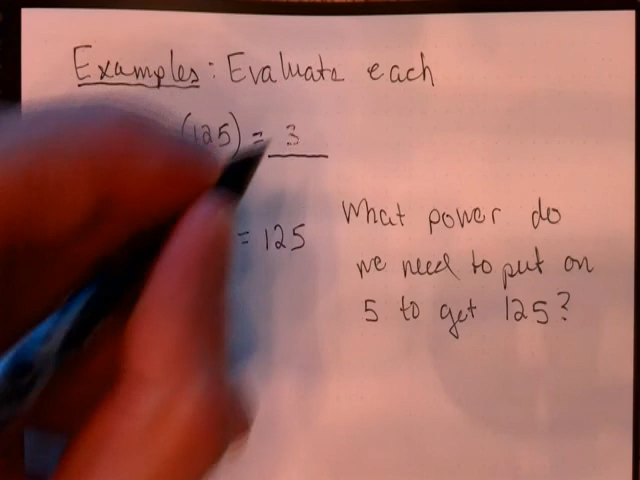 Examples: Evaluate each
(125) = 3
What power do
= 125 we need to put on
5 to get 125?